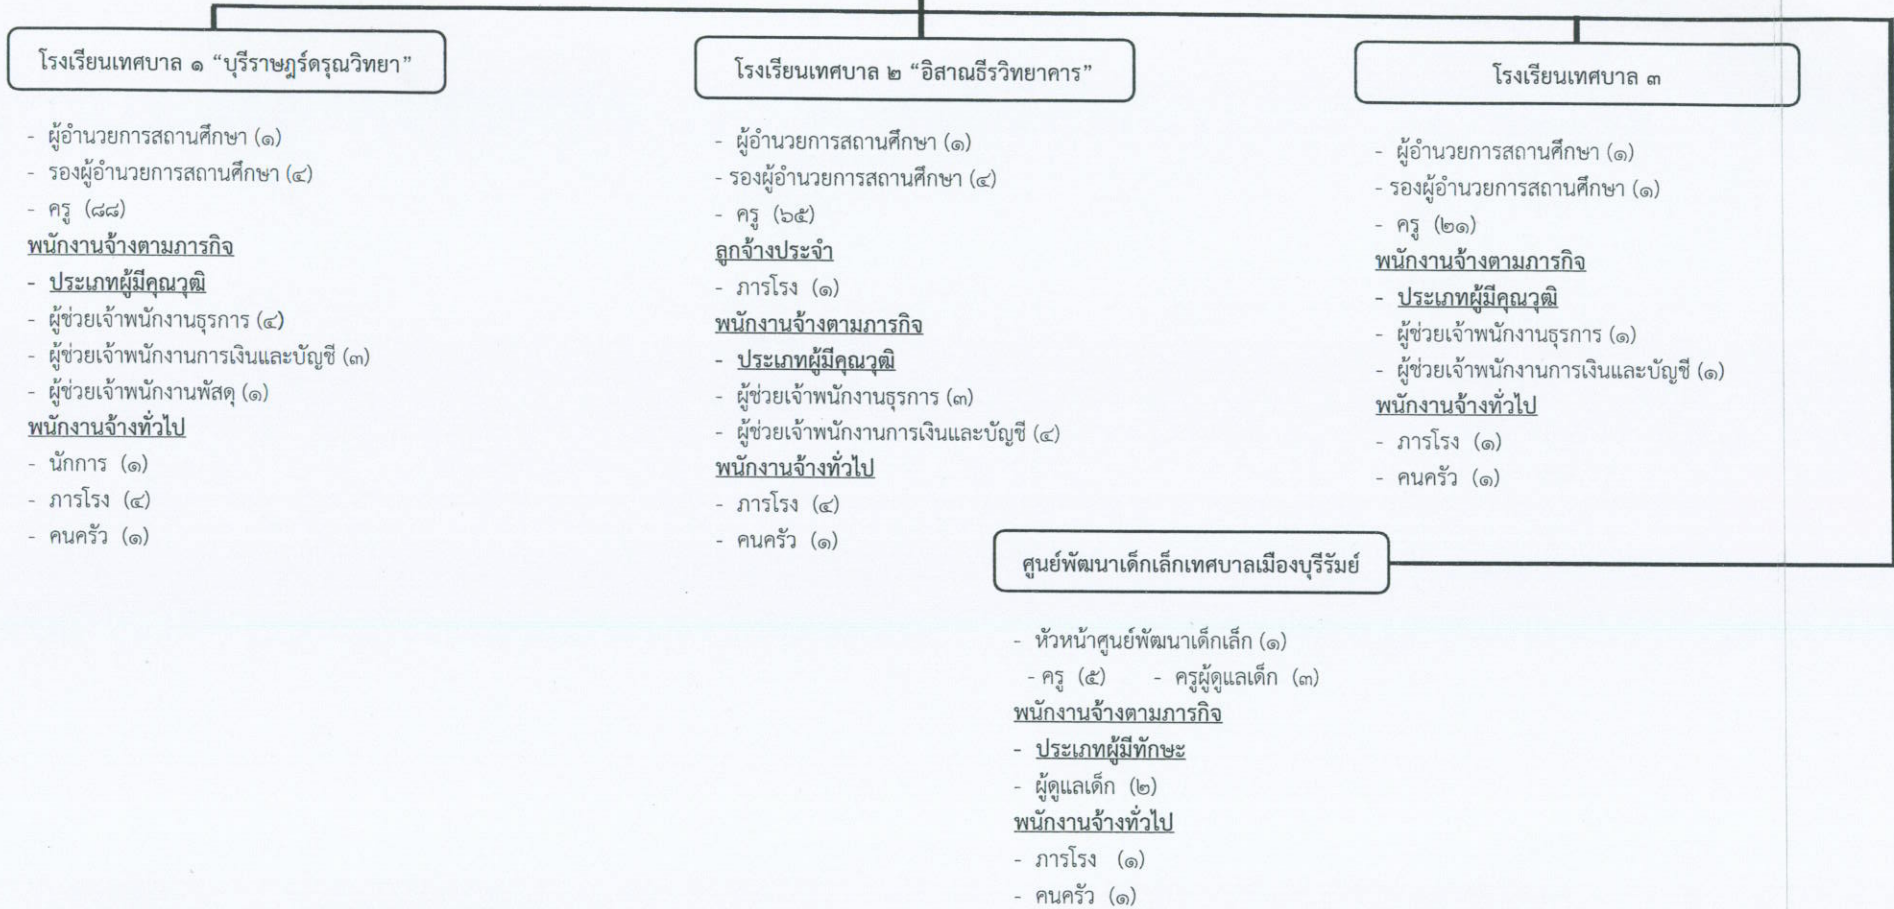 โรงเรียนเทศบาล ๑ “บุรีราษฎร์ดรุณวิทยา”
- ผู้อำนวยการสถานศึกษา (๑)
- รองผู้อำนวยการสถานศึกษา (๔)
- ครู (๘๘)
พนักงานจ้างตามภารกิจ
- ประเภทผู้มีคุณวุฒิ
- ผู้ช่วยเจ้าพนักงานธุรการ (๔)
- ผู้ช่วยเจ้าพนักงานการเงินและบัญชี (๓)
- ผู้ช่วยเจ้าพนักงานพัสดุ (๑)
พนักงานจ้างทั่วไป
- นักการ (๑)
- ภารโรง (๔)
- คนครัว (๑)
โรงเรียนเทศบาล ๒ “อิสาณธีรวิทยาคาร”
- ผู้อำนวยการสถานศึกษา (๑)
- รองผู้อำนวยการสถานศึกษา (๔)
- ครู (๖๕)
ลูกจ้างประจำ
- ภารโรง (๑)
พนักงานจ้างตามภารกิจ
- ประเภทผู้มีคุณวุฒิ
- ผู้ช่วยเจ้าพนักงานธุรการ (๓)
- ผู้ช่วยเจ้าพนักงานการเงินและบัญชี (๔)
พนักงานจ้างทั่วไป
- ภารโรง (๔)
- คนครัว (๑)
โรงเรียนเทศบาล ๓
- ผู้อำนวยการสถานศึกษา (๑)
- รองผู้อำนวยการสถานศึกษา (๑)
- ครู (๒๑)
พนักงานจ้างตามภารกิจ
- ประเภทผู้มีคุณวุฒิ
- ผู้ช่วยเจ้าพนักงานธุรการ (๑)
- ผู้ช่วยเจ้าพนักงานการเงินและบัญชี (๑)
พนักงานจ้างทั่วไป
- ภารโรง (๑)
- คนครัว (๑)
ศูนย์พัฒนาเด็กเล็กเทศบาลเมืองบุรีรัมย์
- หัวหน้าศูนย์พัฒนาเด็กเล็ก (๑)
- ครู (๕) - ครูผู้ดูแลเด็ก (๓)
พนักงานจ้างตามภารกิจ
- ประเภทผู้มีทักษะ
- ผู้ดูแลเด็ก (๒)
พนักงานจ้างทั่วไป
- ภารโรง (๑)
- คนครัว (๑)